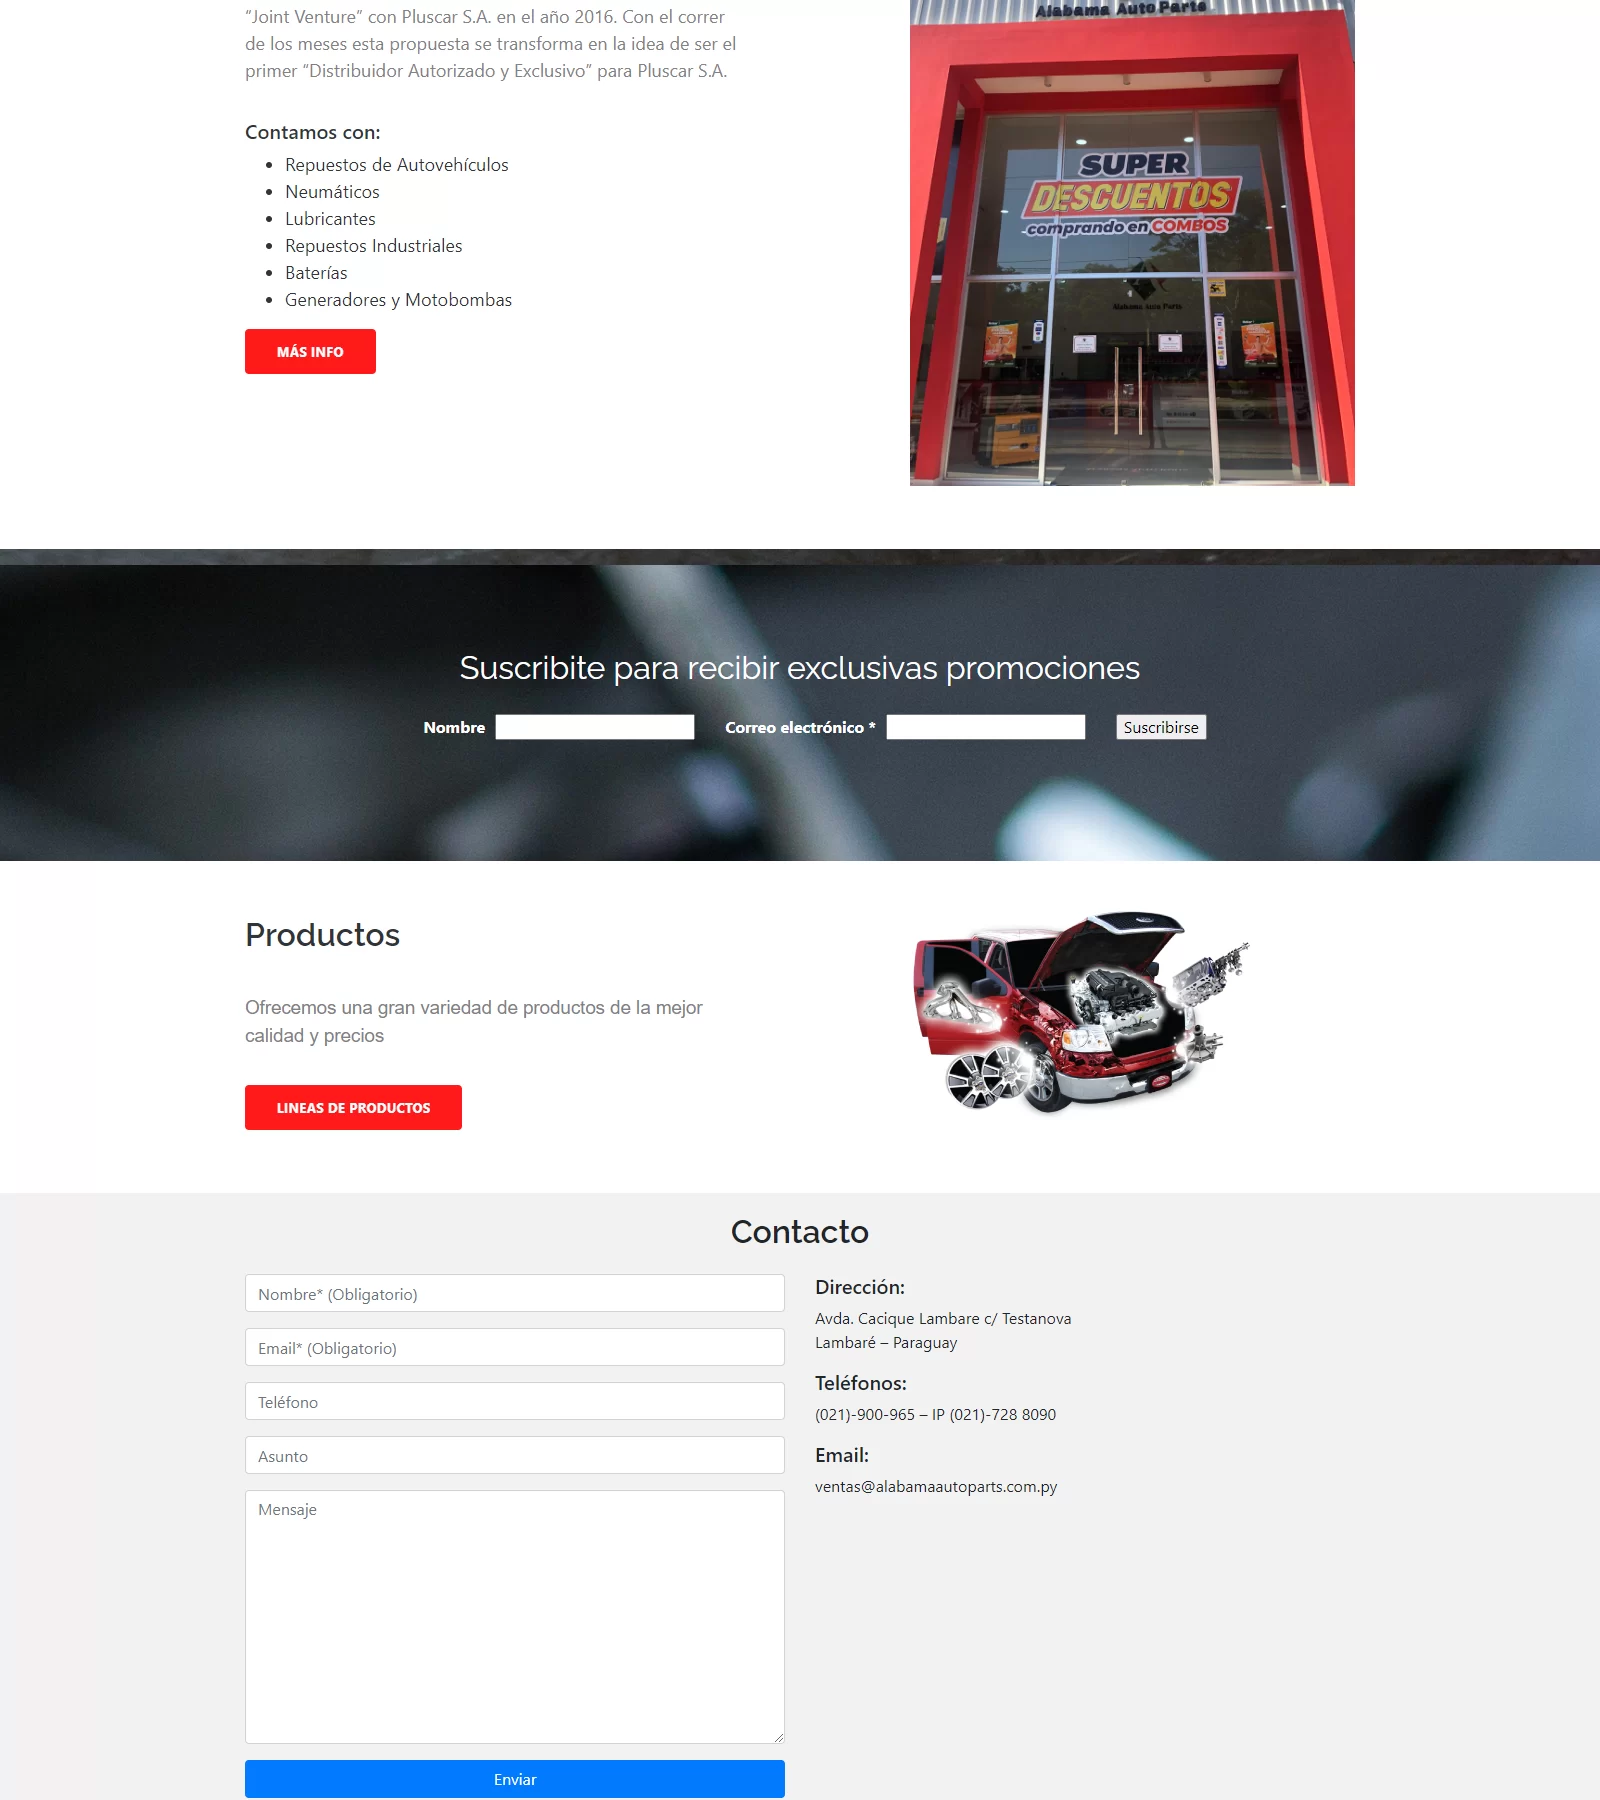 “Joint Venture” con Pluscar S.A. en el año 2016. Con el correr
de los meses esta propuesta se transforma en la idea de ser el
primer “Distribuidor Autorizado y Exclusivo” para Pluscar S.A.
Contamos con:
Repuestos de Autovehículos
Neumáticos
Lubricantes
Repuestos Industriales
Baterías
Generadores y Motobombas
MÁS INFO
Alabama Auto Parts
SUPER
DESCUENTOS
comprando en COMBOS
Alabama Auto Parts
Suscribite para recibir exclusivas promociones
Nombre
Correo electrónico *
Suscribirse
Productos
Ofrecemos una gran variedad de productos de la mejor
calidad y precios
LINEAS DE PRODUCTOS
Contacto
Nombre* (Obligatorio)
Email* (Obligatorio)
Teléfono
Asunto
Mensaje
Enviar
Dirección:
Avda. Cacique Lambare c/ Testanova
Lambaré – Paraguay
Teléfonos:
(021)-900-965 – IP (021)-728 8090
Email:
ventas@alabamaautoparts.com.py